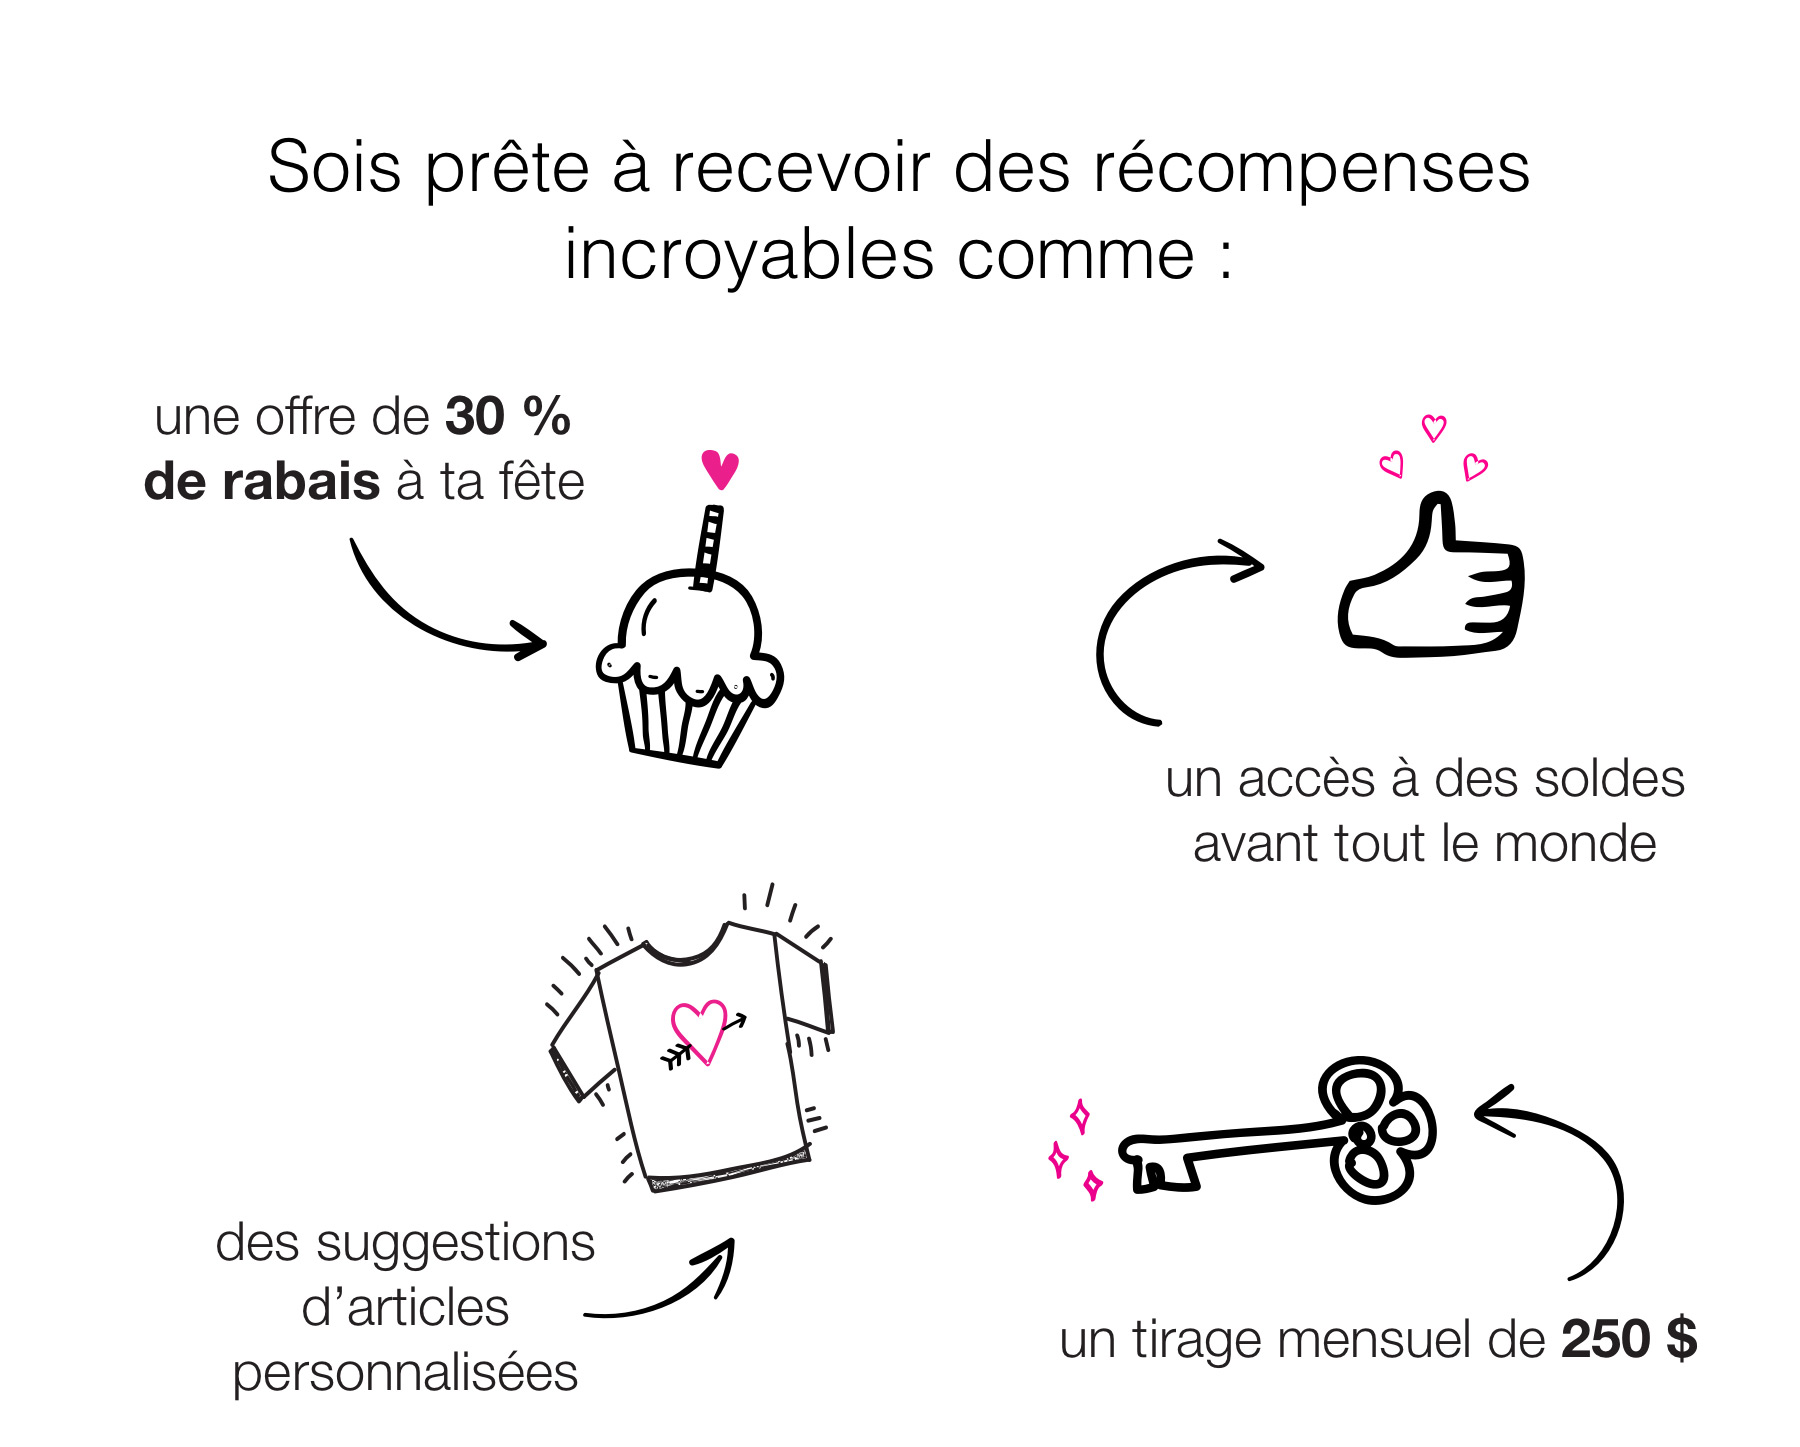 Sois prête à recevoir des récompenses
incroyables comme :
une offre de 30 %
de rabais à ta fête
un accès à des soldes
avant tout le monde
des suggestions
d’articles
personnalisées
un tirage mensuel de 250 $